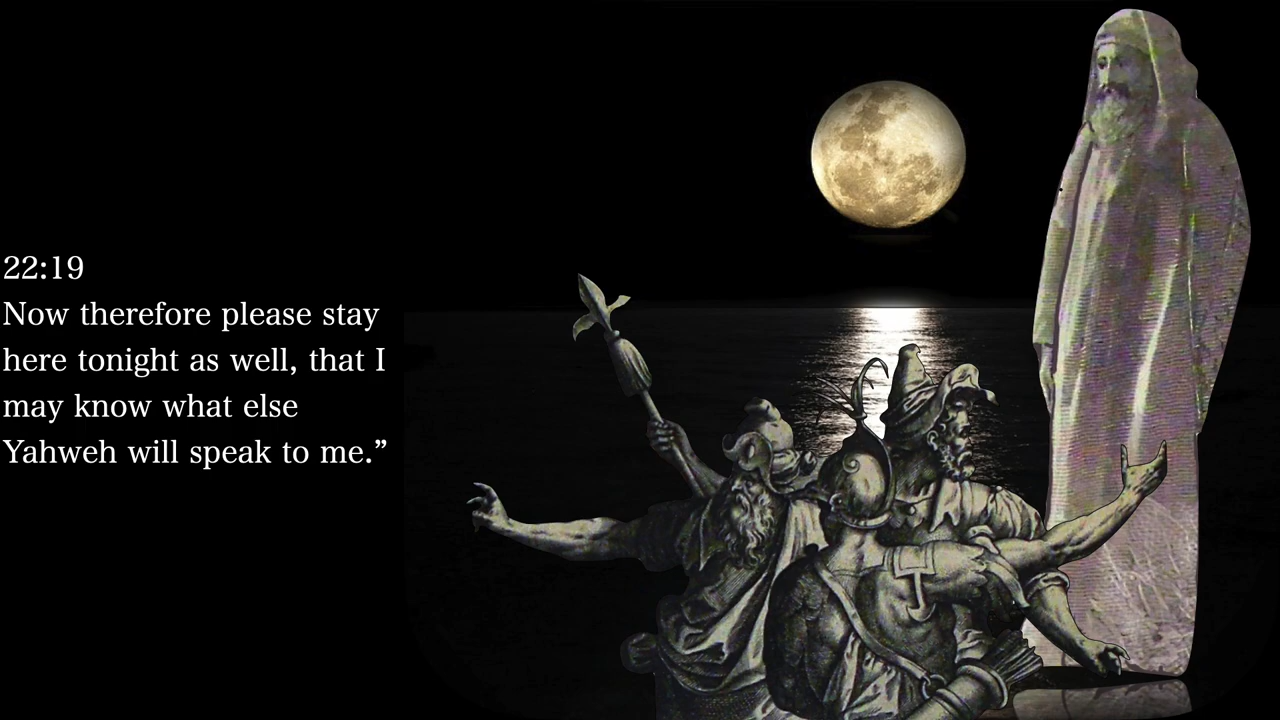 22:19
Now therefore please stay
here tonight as well, that I
may know what else
Yahweh will speak to me.”